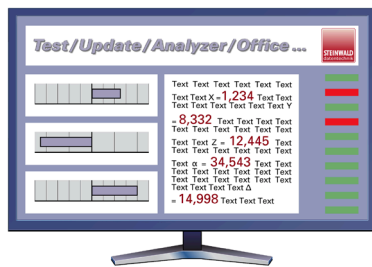 Test/Update/Analyzer/Office ...
STEINWALD
datentechnik
Text Text Text Text Text Text
Text Text X = 1,234 Text Text
Text Text Text Text Text Text Y
= 8,332 Text Text Text Text
Text Text Text Text Text Text
Text Text Z = 12,445 Text Text
Text Text Text Text Text Text
Text α = 34,543 Text Text
Text Text Text Text Text Text
Text Text Text Text Text Text
Text Text Text Text Δ
= 14,998 Text Text Text